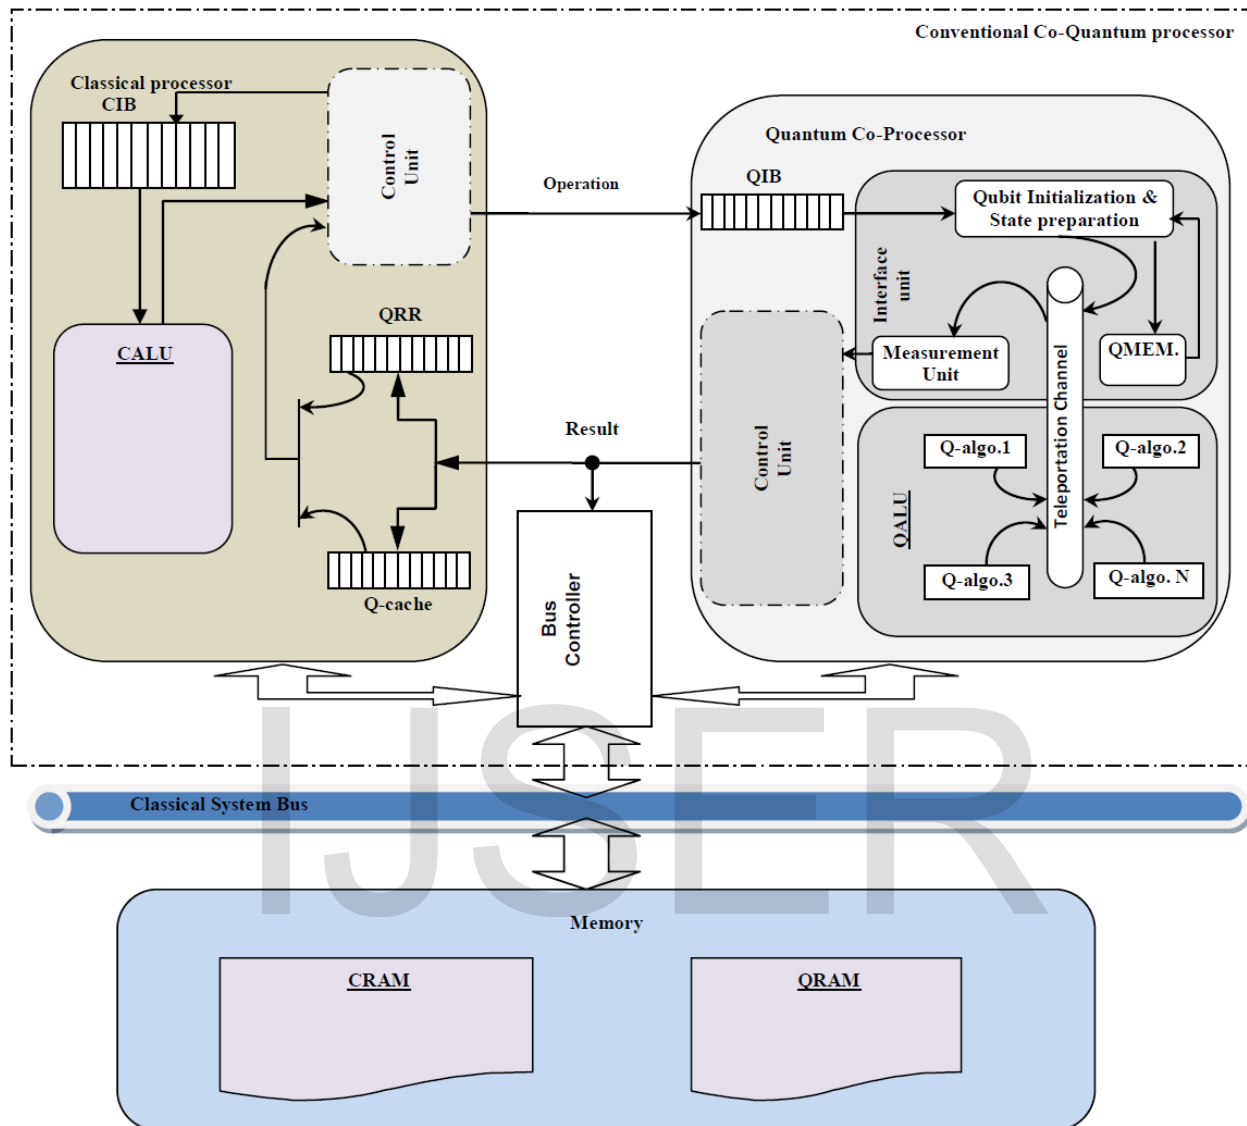 Conventional Co-Quantum processor
Classical processor
CIB
Control
Unit
CALU
QRR
Q-cache
Operation
Result
Bus
Controller
Quantum Co-Processor
QIB
Qubit Initialization &
State preparation
Interface
unit
Measurement
Unit
QMEM.
Control
Unit
Teleportation Channel
QALU
Q-algo.1
Q-algo.2
Q-algo.3
Q-algo. N
Classical System Bus
IJSER
Memory
CRAM
QRAM